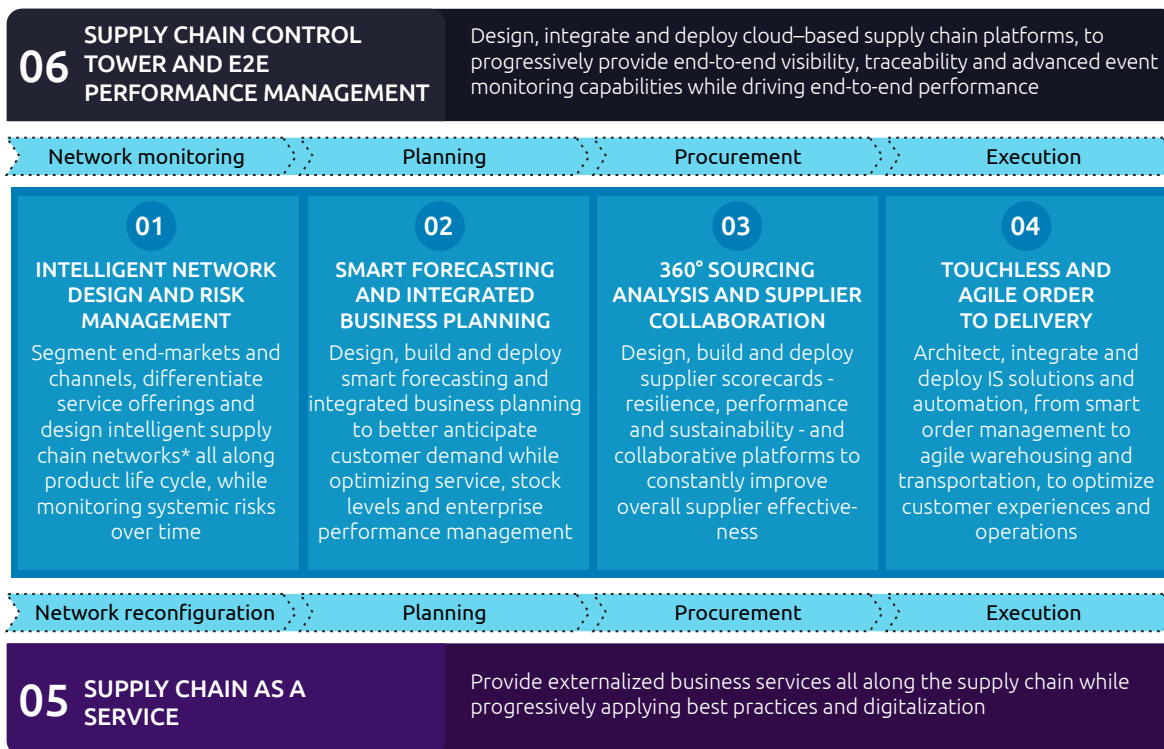 06
SUPPLY CHAIN CONTROL
TOWER AND E2E
PERFORMANCE MANAGEMENT
Design, integrate and deploy cloud–based supply chain platforms, to
progressively provide end-to-end visibility, traceability and advanced event
monitoring capabilities while driving end-to-end performance
Network monitoring
Planning
Procurement
Execution
01
INTELLIGENT NETWORK
DESIGN AND RISK
MANAGEMENT
Segment end-markets and
channels, differentiate
service offerings and
design intelligent supply
chain networks* all along
product life cycle, while
monitoring systemic risks
over time
02
SMART FORECASTING
AND INTEGRATED
BUSINESS PLANNING
Design, build and deploy
smart forecasting and
integrated business planning
to better anticipate
customer demand while
optimizing service, stock
levels and enterprise
performance management
03
360° SOURCING
ANALYSIS AND SUPPLIER
COLLABORATION
Design, build and deploy
supplier scorecards -
resilience, performance
and sustainability - and
collaborative platforms to
constantly improve
overall supplier effective-
ness
04
TOUCHLESS AND
AGILE ORDER
TO DELIVERY
Architect, integrate and
deploy IS solutions and
automation, from smart
order management to
agile warehousing and
transportation, to optimize
customer experiences and
operations
Network reconfiguration
Planning
Procurement
Execution
05
SUPPLY CHAIN AS A
SERVICE
Provide externalized business services all along the supply chain while
progressively applying best practices and digitalization